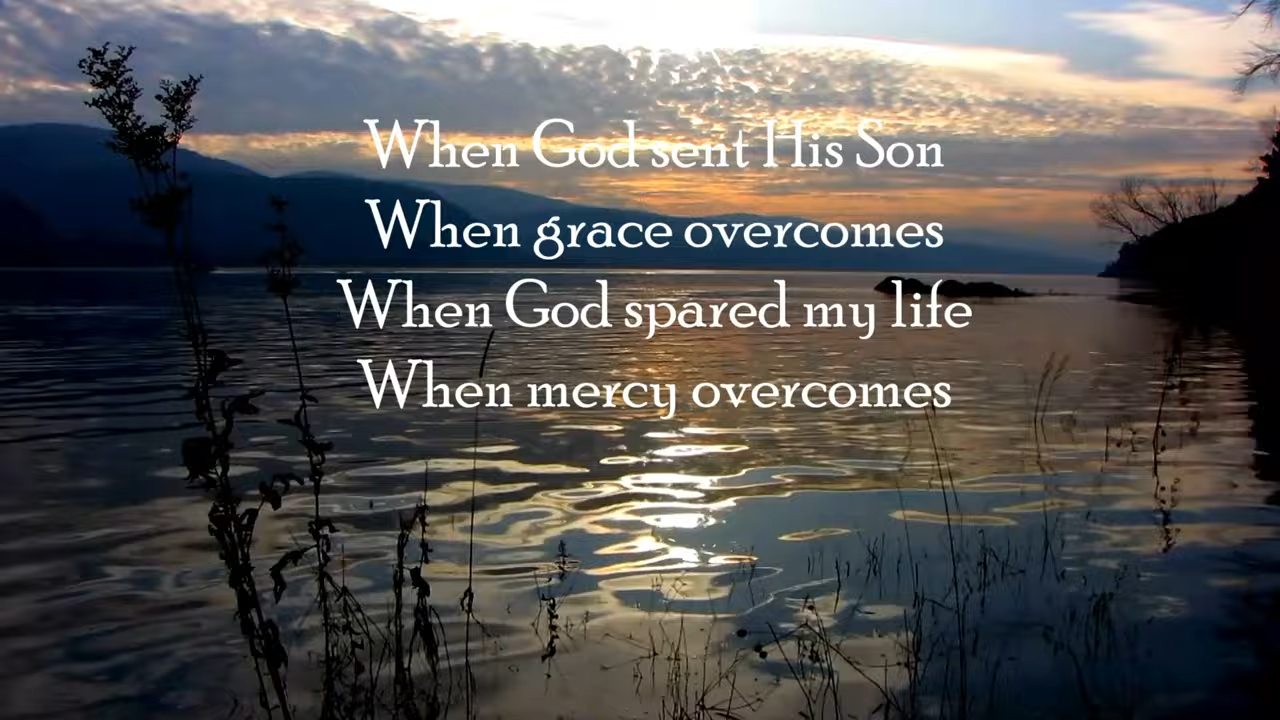 When God sent His Son
When grace overcomes
When God spared my life
When mercy overcomes